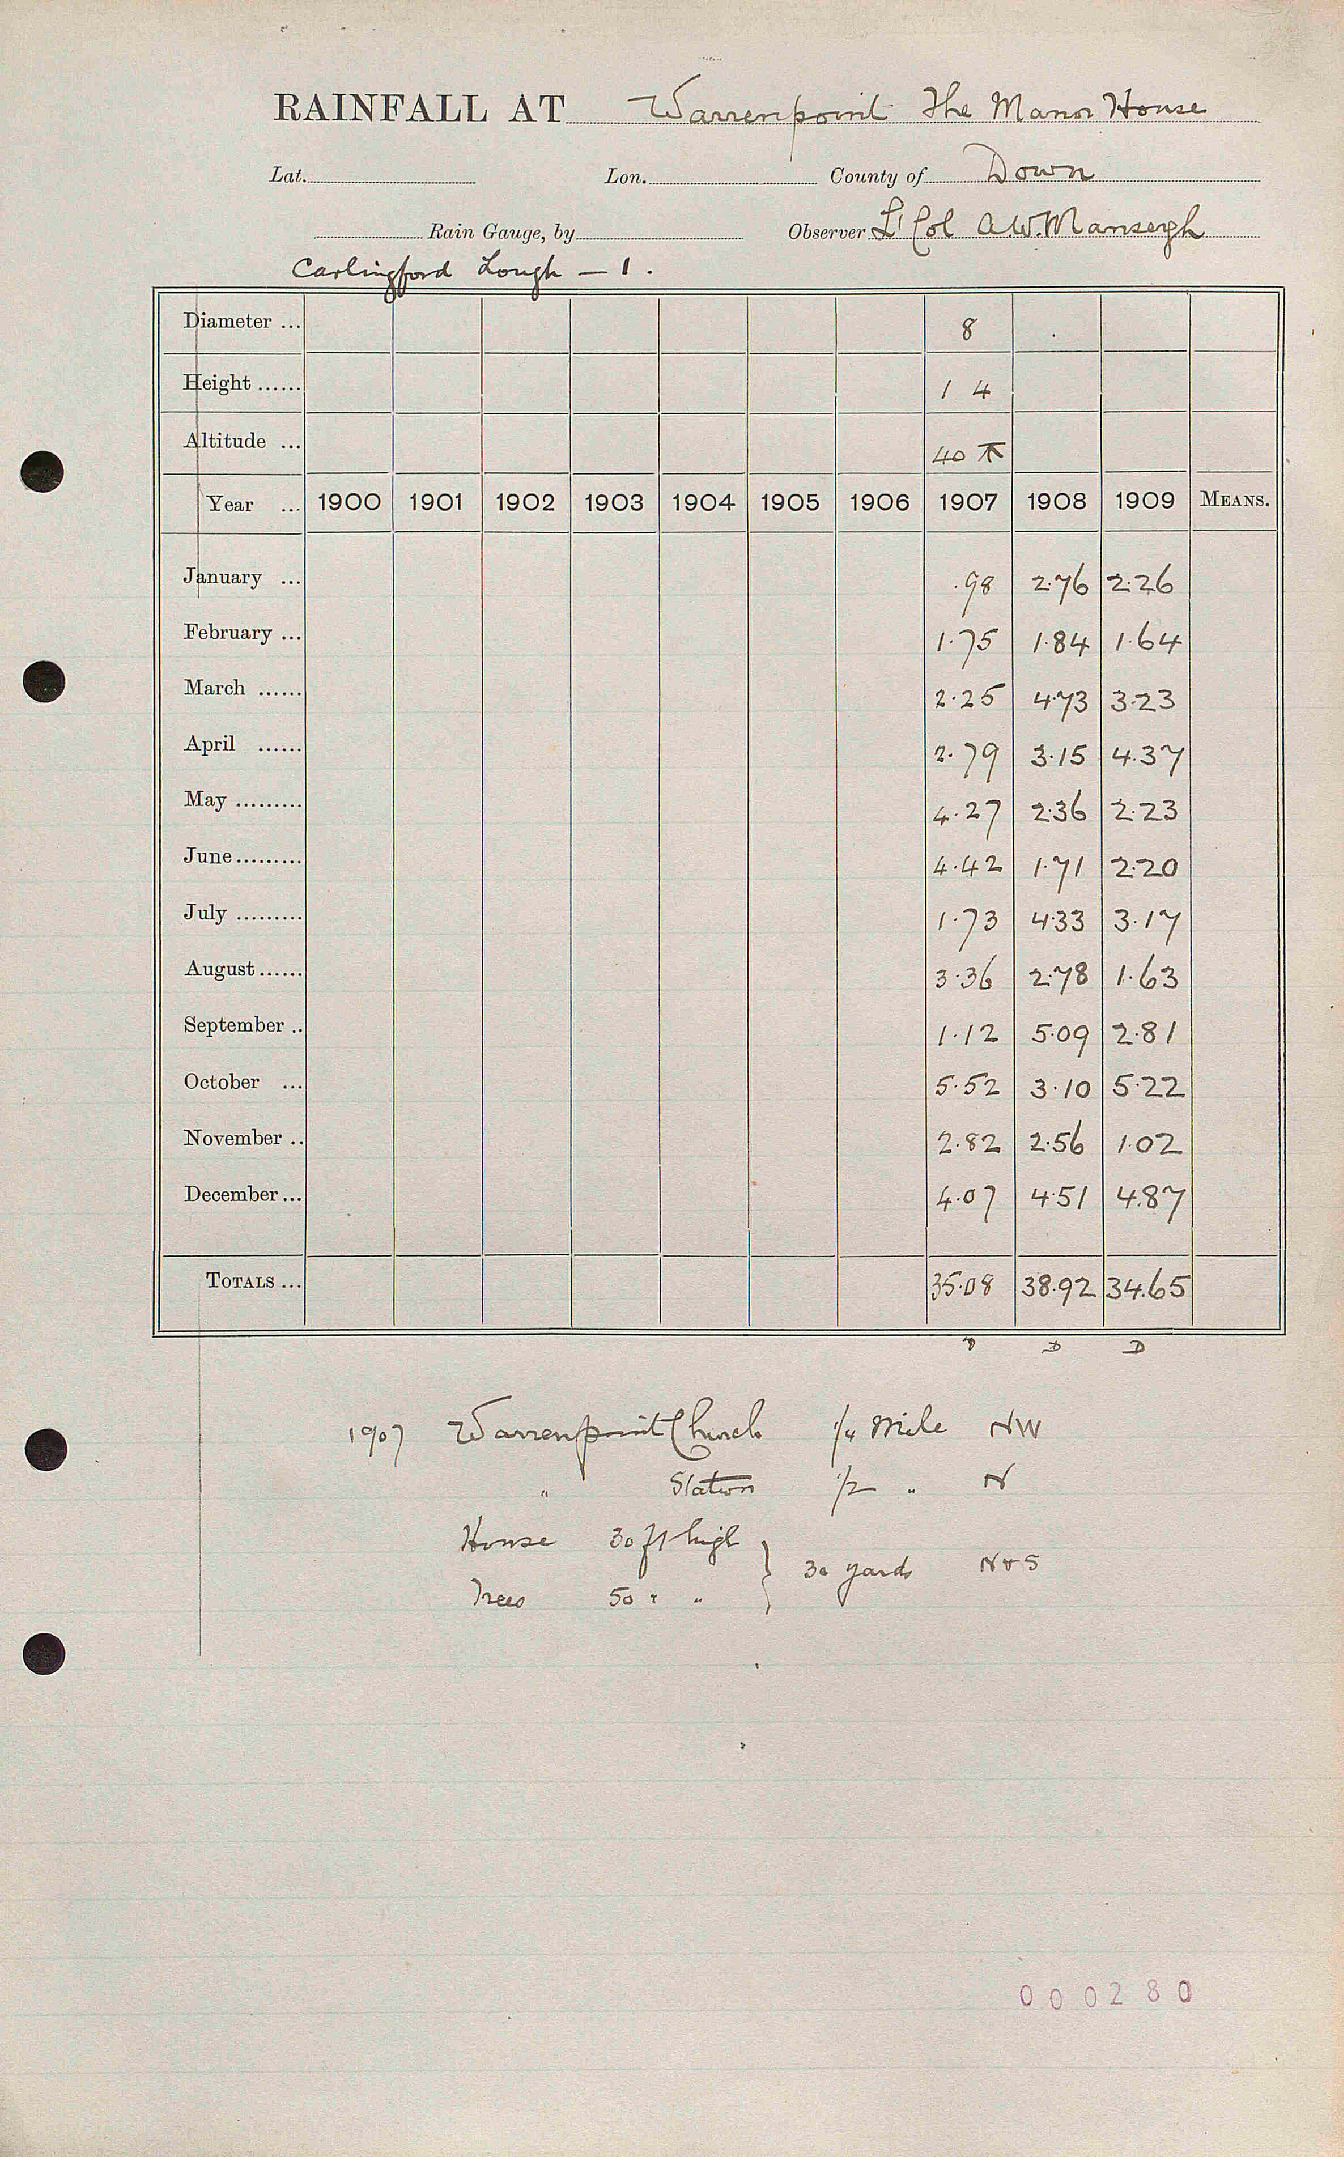 RAINFALL AT Warrenpoint The Manor House
Lat. Lon. County of Down
Rain Gauge, by Observer Lt Col A.W. Mansergh
Carlingford Lough — 1.
Diameter ... 8
Height ...... 1 4
Altitude ... 40
Year ... 1900 1901 1902 1903 1904 1905 1906 1907 1908 1909 MEANS.
January ... .98 2.76 2.26
February ... 1.75 1.84 1.64
March ...... 2.25 4.73 3.23
April ...... 2.79 3.15 4.37
May ......... 4.27 2.36 2.23
June......... 4.42 1.71 2.20
July ......... 1.73 4.33 3.17
August...... 3.36 2.78 1.63
September .. 1.12 5.09 2.81
October ... 5.52 3.10 5.22
November .. 2.82 2.56 1.02
December... 4.07 4.51 4.87
TOTALS ... 35.08 38.92 34.65
D D D
1907 Warrenpoint Church 1/4 Mile NW
" Station 1/2 " N
House 30 ft high
30 yards N & S
Trees 50 " "
000280